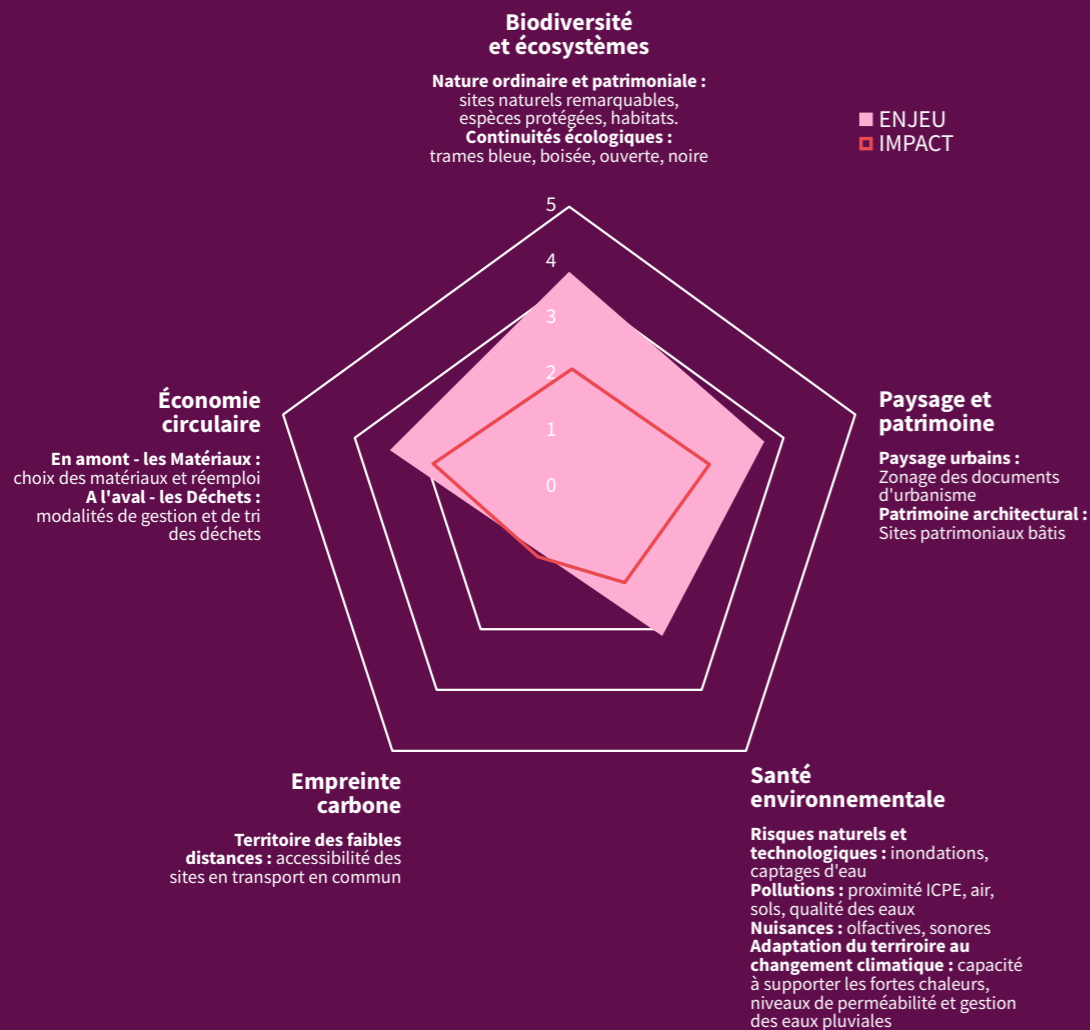 Biodiversité
et écosystèmes
Nature ordinaire et patrimoniale :
sites naturels remarquables,
espèces protégées, habitats.
Continuités écologiques :
trames bleue, boisée, ouverte, noire
ENJEU
IMPACT
5
4
3
2
1
0
Économie
circulaire
En amont - les Matériaux :
choix des matériaux et réemploi
A l'aval - les Déchets :
modalités de gestion et de tri
des déchets
Paysage et
patrimoine
Paysage urbains :
Zonage des documents
d'urbanisme
Patrimoine architectural :
Sites patrimoniaux bâtis
Empreinte
carbone
Territoire des faibles
distances : accessibilité des
sites en transport en commun
Santé
environnementale
Risques naturels et
technologiques : inondations,
captages d'eau
Pollutions : proximité ICPE, air,
sols, qualité des eaux
Nuisances : olfactives, sonores
Adaptation du terriroire au
changement climatique : capacité
à supporter les fortes chaleurs,
niveaux de perméabilité et gestion
des eaux pluviales